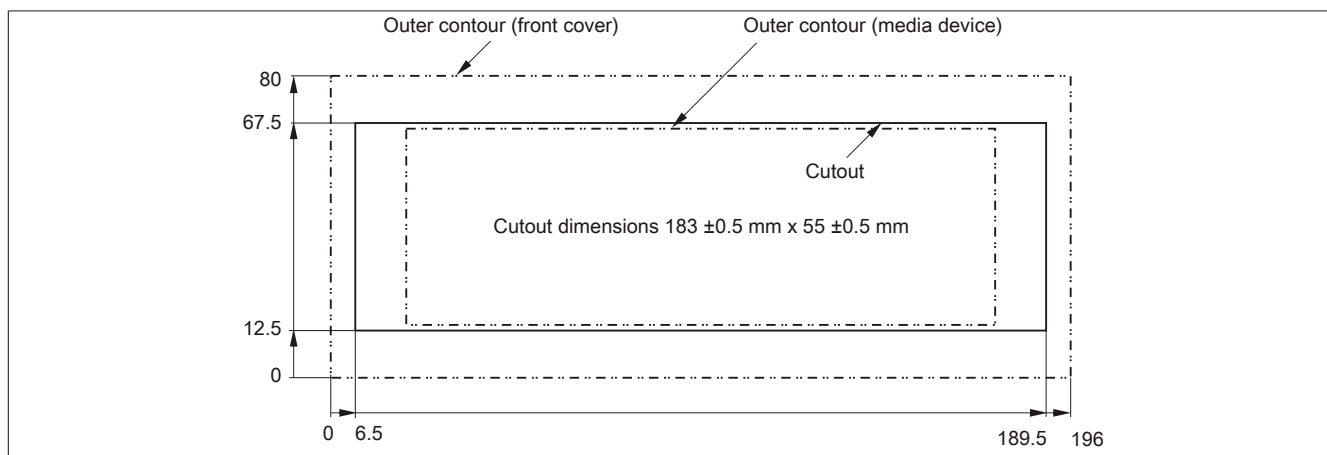 Outer contour (front cover)
Outer contour (media device)
80
67.5
Cutout
Cutout dimensions 183 ±0.5 mm x 55 ±0.5 mm
12.5
0
0
6.5
189.5
196